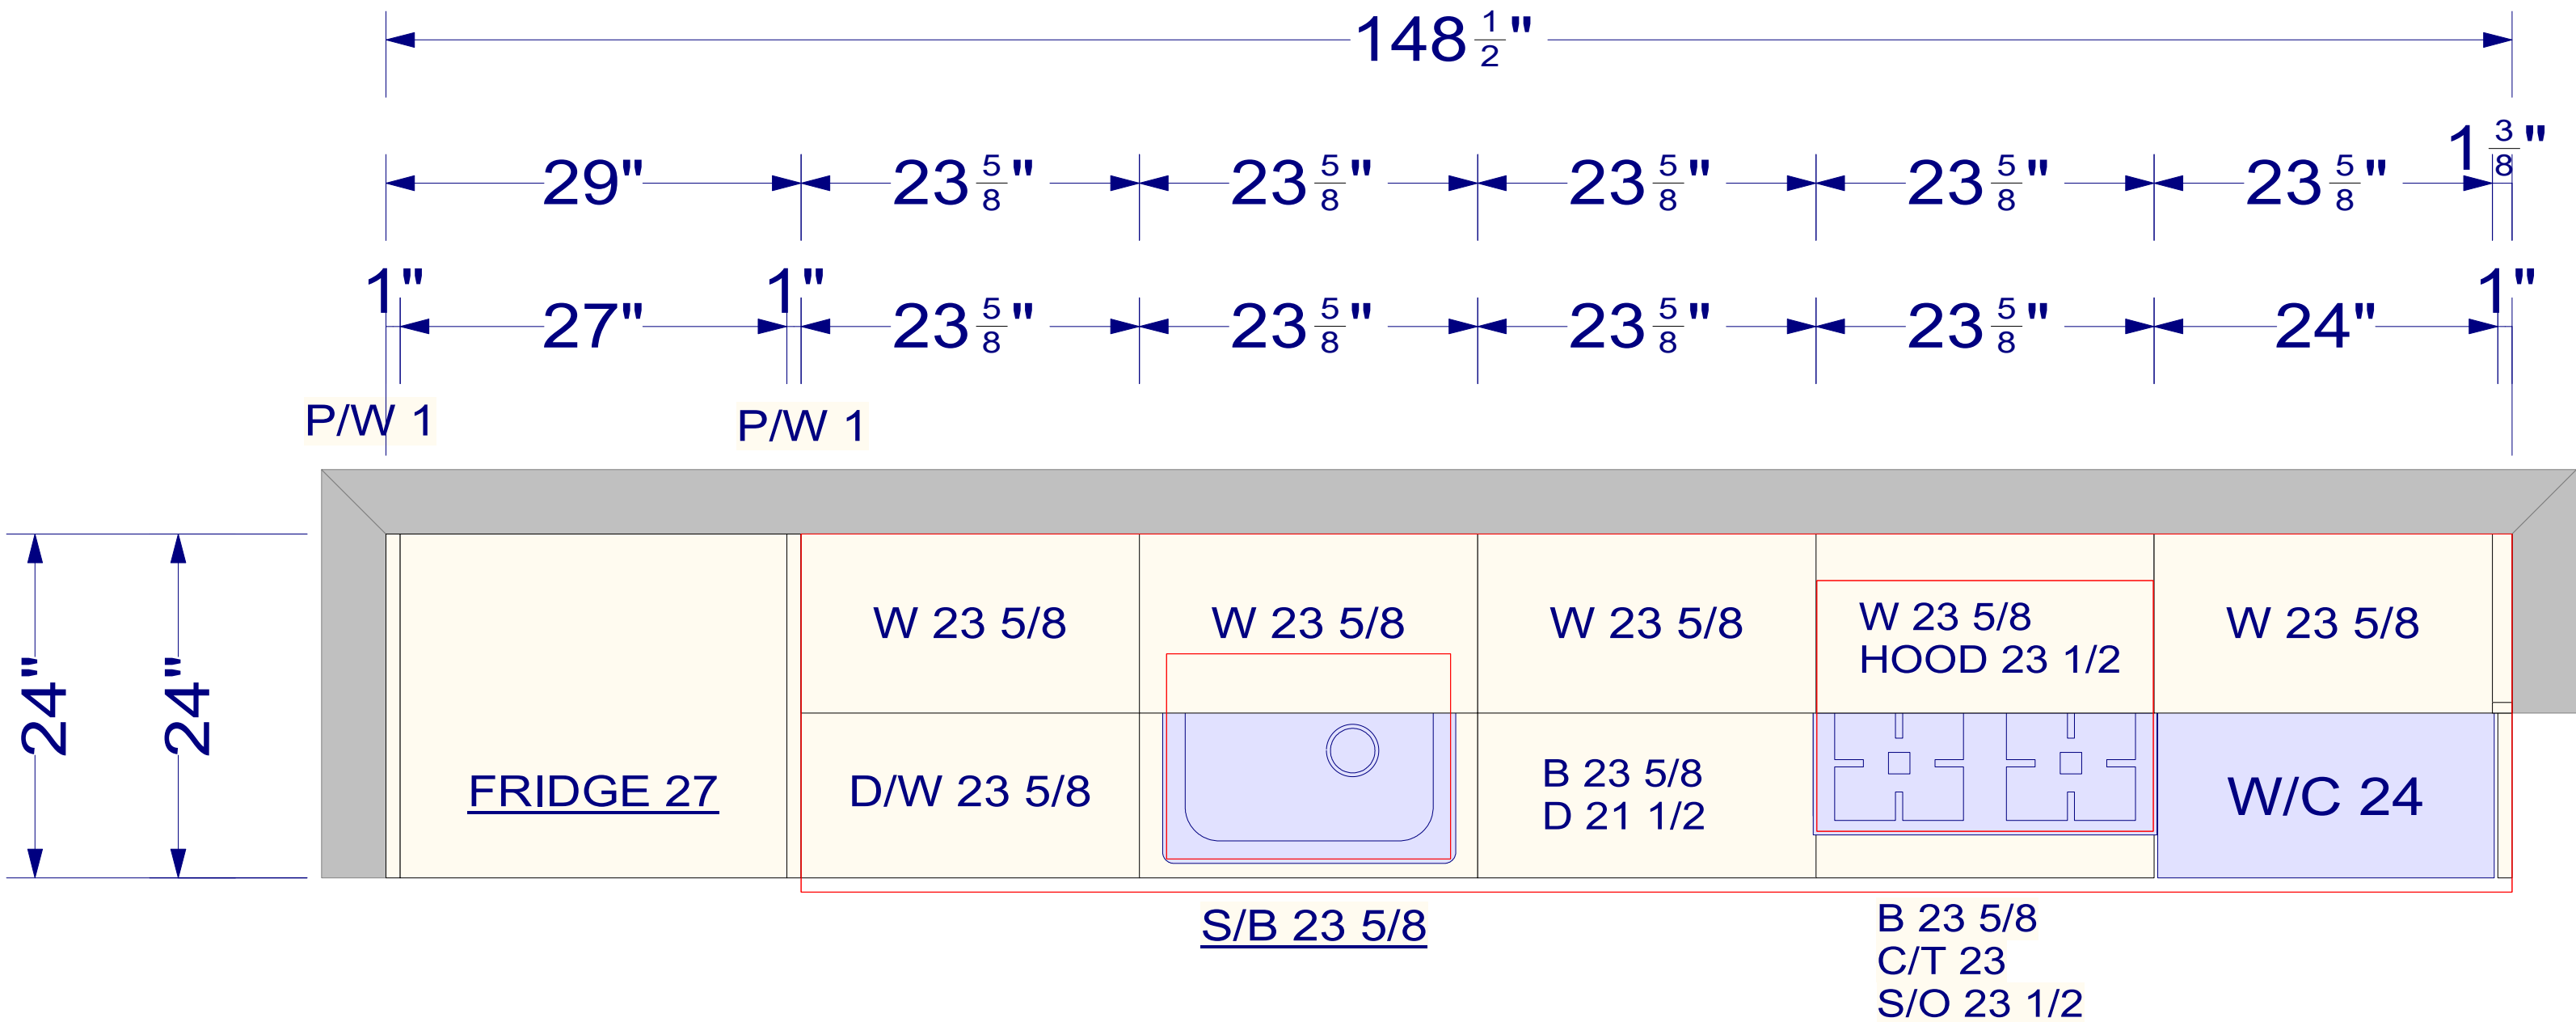 148 1/2"
29" 23 5/8" 23 5/8" 23 5/8" 23 5/8" 23 5/8" 1 3/8"
1" 27" 1" 23 5/8" 23 5/8" 23 5/8" 23 5/8" 24" 1"
P/W 1 P/W 1
24" 24"
W 23 5/8 W 23 5/8 W 23 5/8
W 23 5/8
HOOD 23 1/2
W 23 5/8
FRIDGE 27 D/W 23 5/8
B 23 5/8
D 21 1/2
W/C 24
S/B 23 5/8
B 23 5/8
C/T 23
S/O 23 1/2